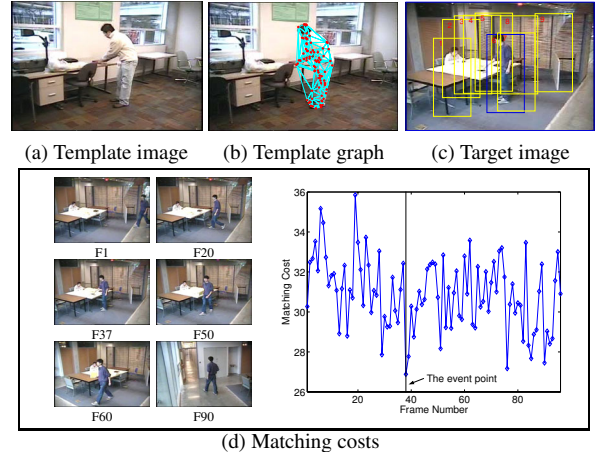 (a) Template image
(b) Template graph
(c) Target image
F1
F20
F37
F50
F60
F90
Matching Cost
36
34
32
30
28
26
20
40
60
80
The event point
Frame Number
(d) Matching costs